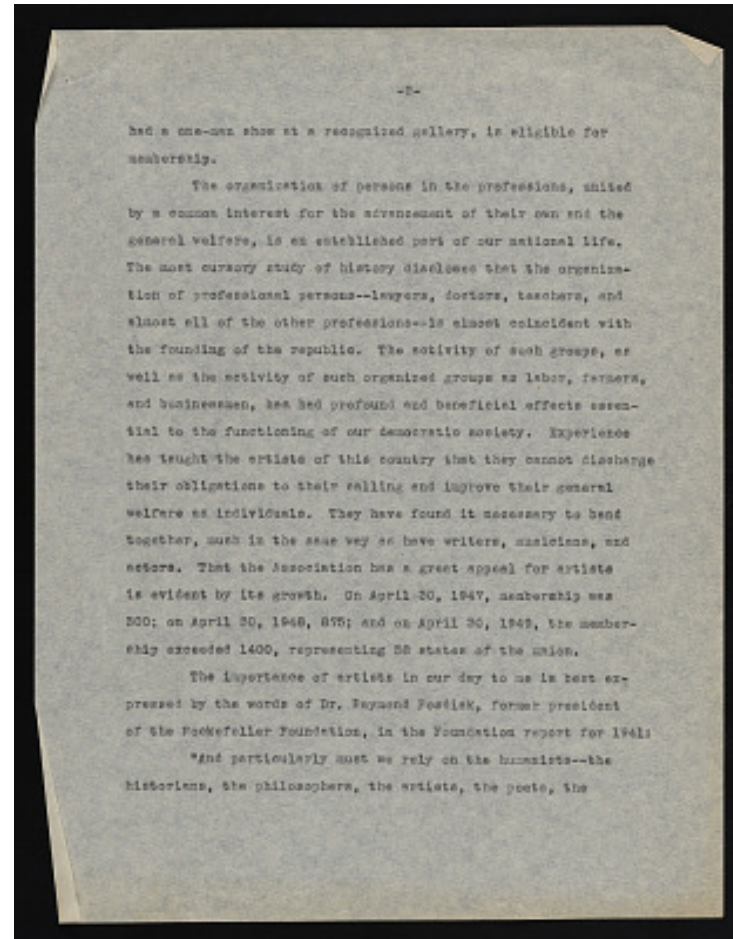 -2-
had a one-man show at a recognized gallery, is eligible for
membership.
The organization of persons in the professions, united
by a common interest for the advancement of their own and the
general welfare, is an established part of our national life.
The most cursory study of history discloses that the organiza-
tion of professional persons--lawyers, doctors, teachers, and
almost all of the other professions--is almost coincident with
the founding of the republic. The activity of such groups, as
well as the activity of such organized groups as labor, farmers,
and businessmen, has had profound and beneficial effects essen-
tial to the functioning of our democratic society. Experience
has taught the artists of this country that they cannot discharge
their obligations to their calling and improve their general
welfare as individuals. They have found it necessary to band
together, much in the same way as have writers, musicians, and
actors. That the Association has a great appeal for artists
is evident by its growth. On April 30, 1947, membership was
300; on April 30, 1948, 875; and on April 30, 1949, the member-
ship exceeded 1400, representing states of the union.
The importance of artists in our day to me is best ex-
pressed by the words of Dr. Raymond Fosdick, former president
of the Rockefeller Foundation, in the Foundation report for 1941:
"And particularly must we rely on the humanists--the
historians, the philosophers, the artists, the poets, the